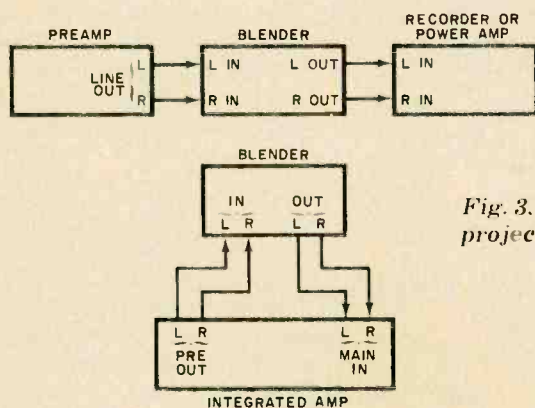 PREAMP
LINE OUT
L
R
BLENDER
L IN
L OUT
R IN
R OUT
RECORDER OR
POWER AMP
L IN
R IN
BLENDER
IN
OUT
L R
L R
L R
L R
PRE
OUT
MAIN
IN
INTEGRATED AMP
Fig. 3.
projec